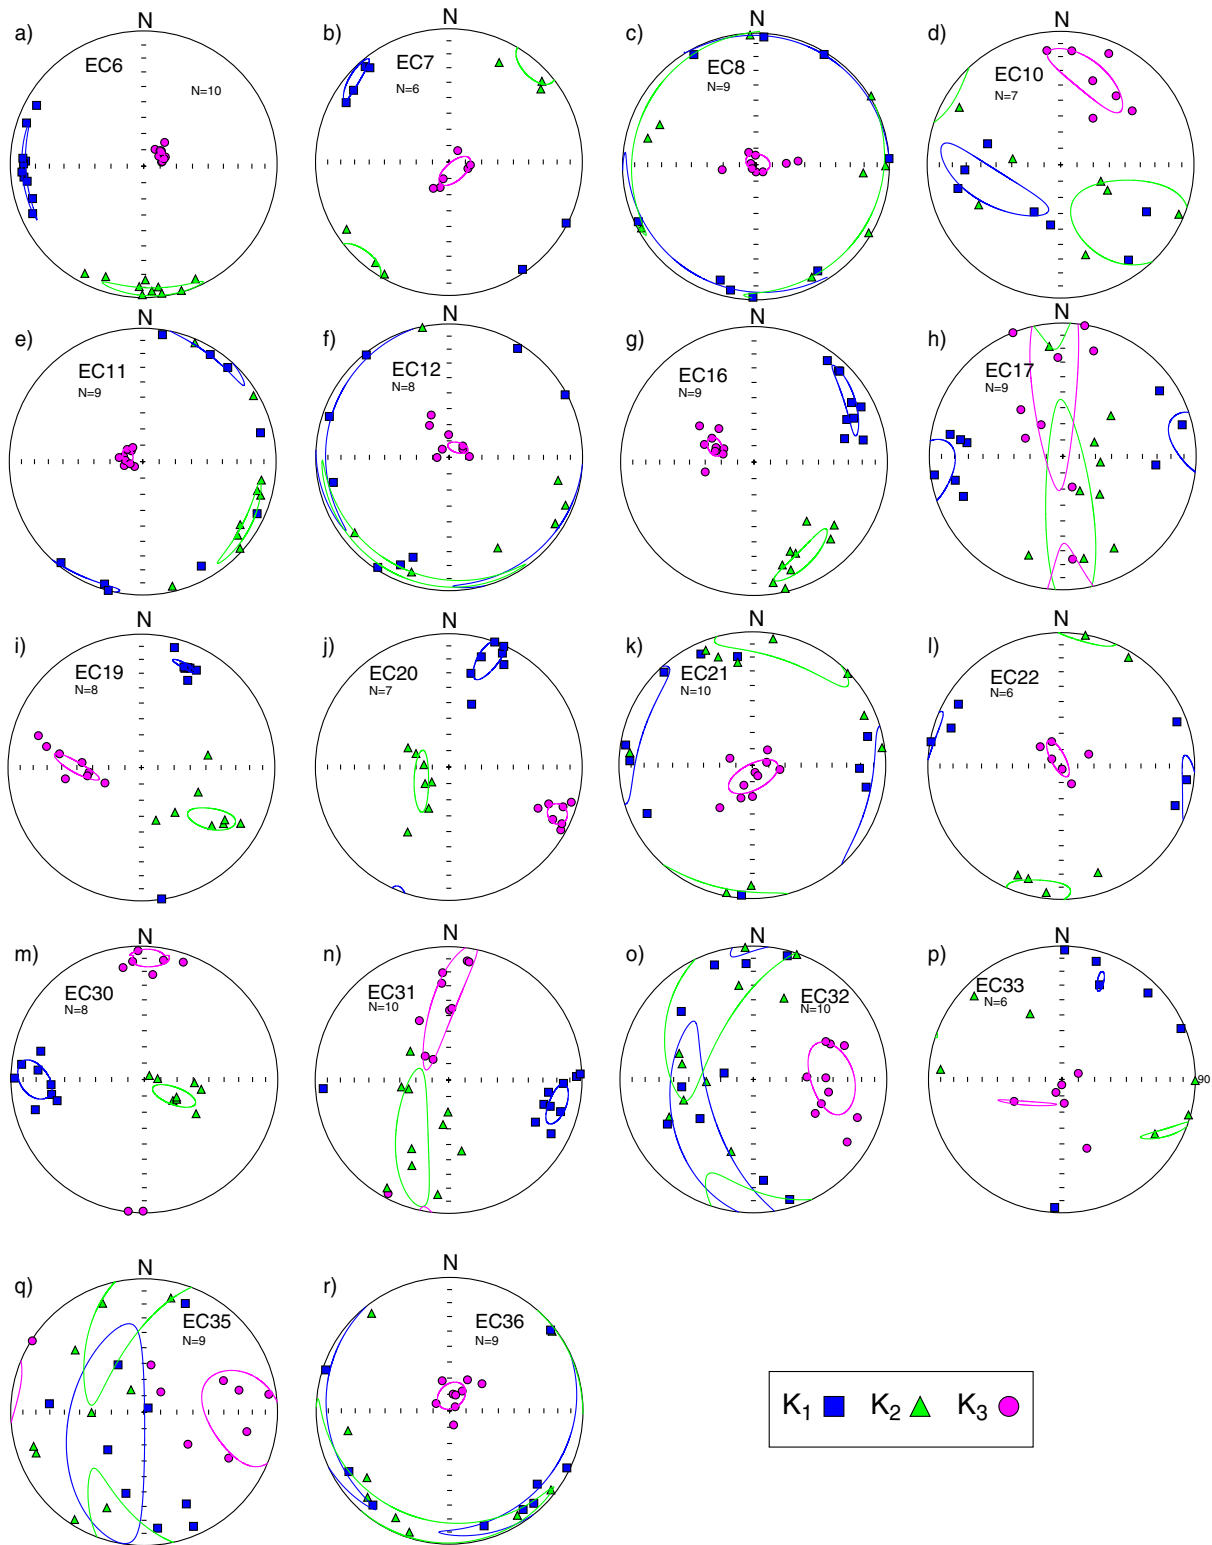 a) N
EC6
N=10
b) N
EC7
N=6
c) N
EC8
N=9
d) N
EC10
N=7
e) N
EC11
N=9
f) N
EC12
N=8
g) N
EC16
N=9
h) N
EC17
N=9
i) N
EC19
N=8
j) N
EC20
N=7
k) N
EC21
N=10
l) N
EC22
N=6
m) N
EC30
N=8
n) N
EC31
N=10
o) N
EC32
N=10
p) N
EC33
N=6
90
q) N
EC35
N=9
r) N
EC36
N=9
K1 K2 K3